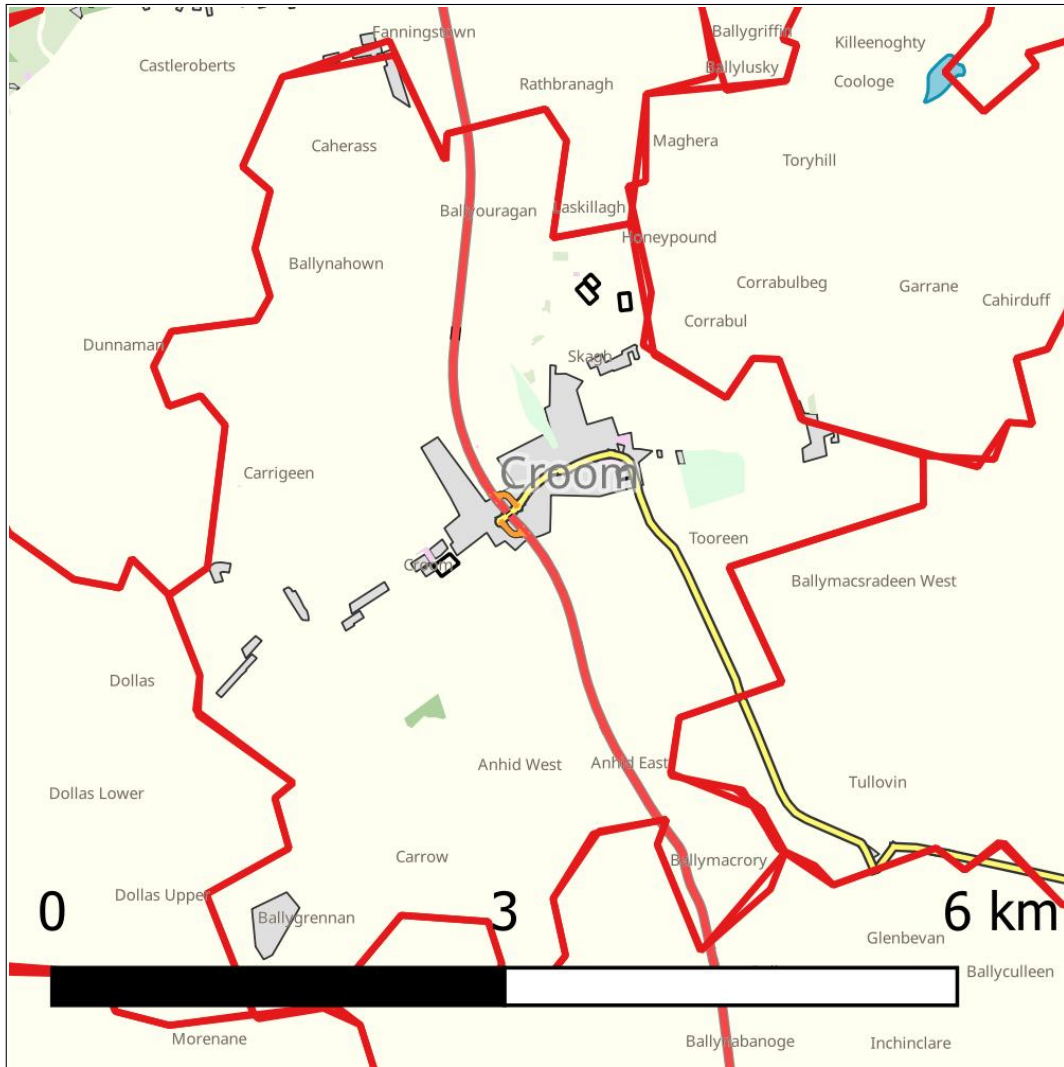 Fanningstown
Ballygriffin
Killeenoghty
Castleroberts
Ballylusky
Rathbranagh
Coologe
Caherass
Maghera
Toryhill
Ballyouragan
Laskillagh
Honeypound
Ballynahown
Corrabulbeg
Garrane
Cahirduff
Corrabul
Dunnaman
Skagh
Carrigeen
Croom
Tooreen
Croom
Ballymacsradeen West
Dollas
Anhid West
Anhid East
Tullovin
Dollas Lower
Carrow
Ballymacrory
Dollas Upper
Ballygrennan
0
3
6 km
Glenbevan
Ballyculleen
Morenane
Ballynabanoge
Inchinclare